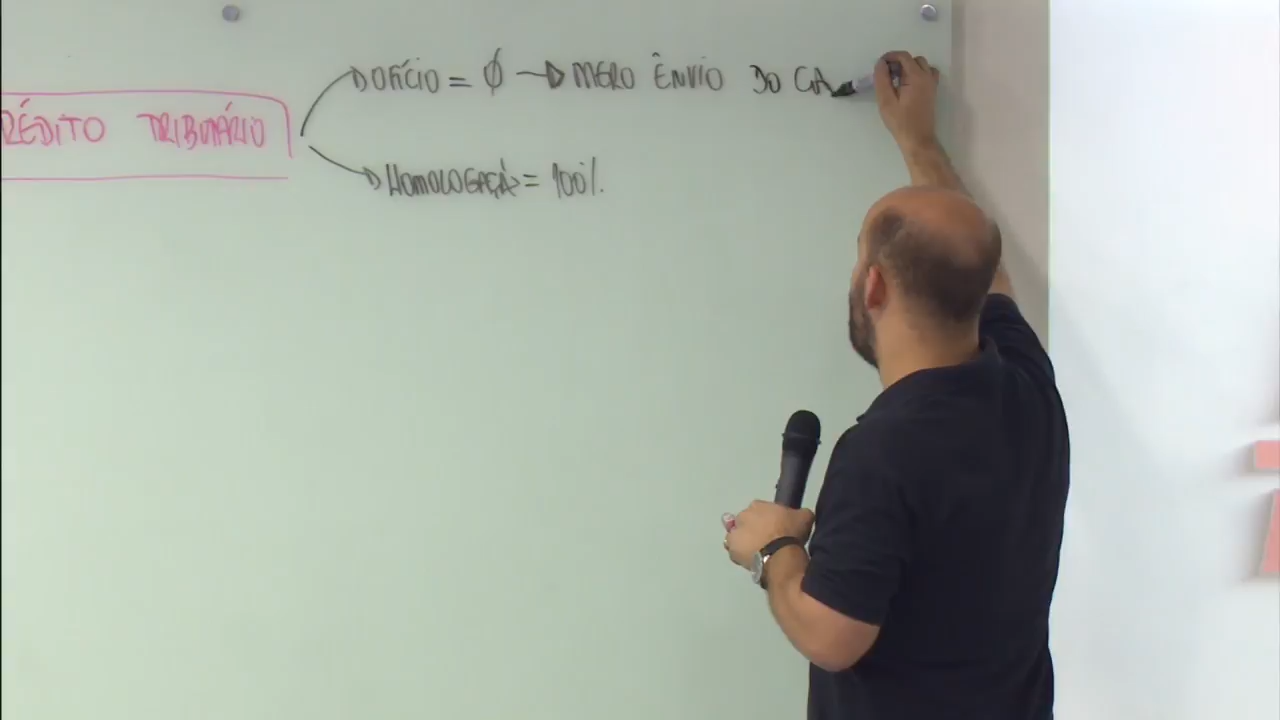 OFÍCIO = Ø → MERO ÊNVIO DO CA
RÉDITO TRIBUTÁRIO
HOMOLOGAÇÃO = 100%.